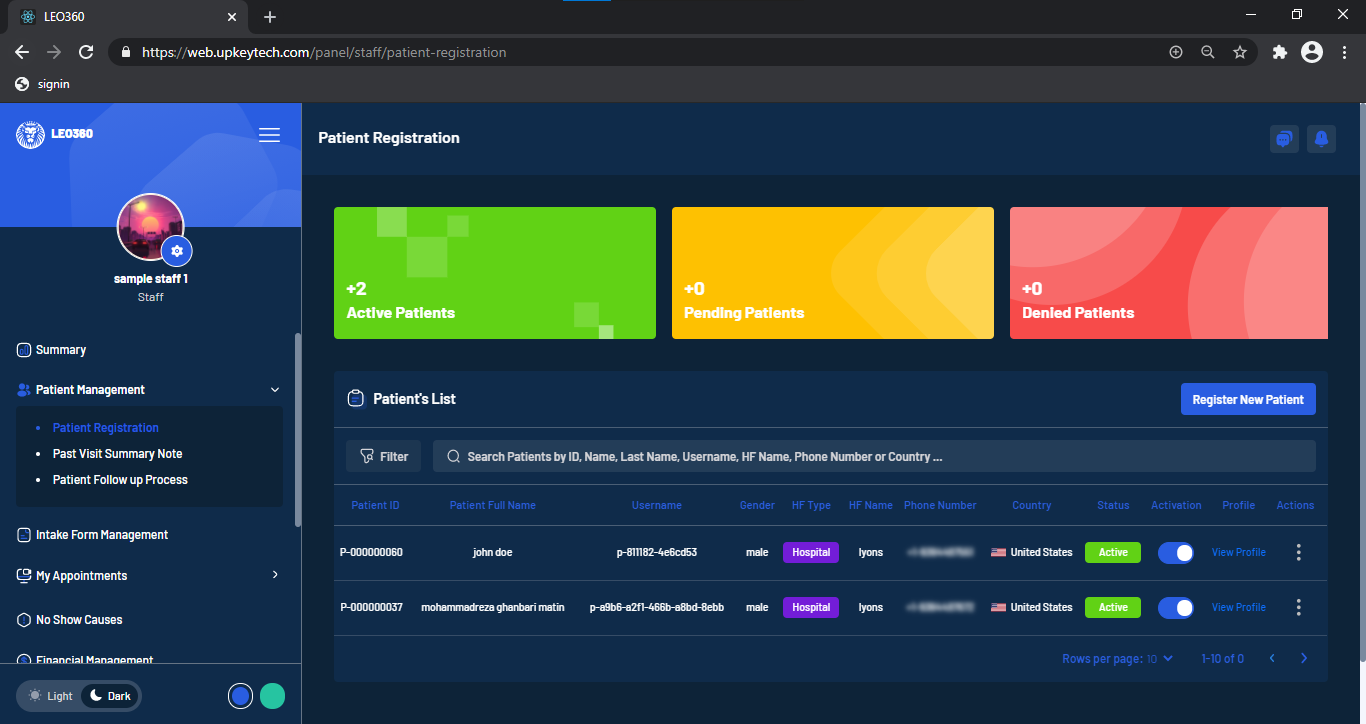 LEO360
https://web.upkeytech.com/panel/staff/patient-registration
signin
LEO360
sample staff 1
Staff
Summary
Patient Management
Patient Registration
Past Visit Summary Note
Patient Follow up Process
Intake Form Management
My Appointments
No Show Causes
Financial Management
Light Dark
Patient Registration
+2
Active Patients
+0
Pending Patients
+0
Denied Patients
Patient's List
Register New Patient
Filter
Search Patients by ID, Name, Last Name, Username, HF Name, Phone Number or Country ...
Patient ID Patient Full Name Username Gender HF Type HF Name Phone Number Country Status Activation Profile Actions
P-000000060 john doe p-811182-4e6cd53 male Hospital lyons United States Active View Profile
P-000000037 mohammadreza ghanbari matin p-a9b6-a2f1-466b-a8bd-8ebb male Hospital lyons United States Active View Profile
Rows per page: 10 1-10 of 0